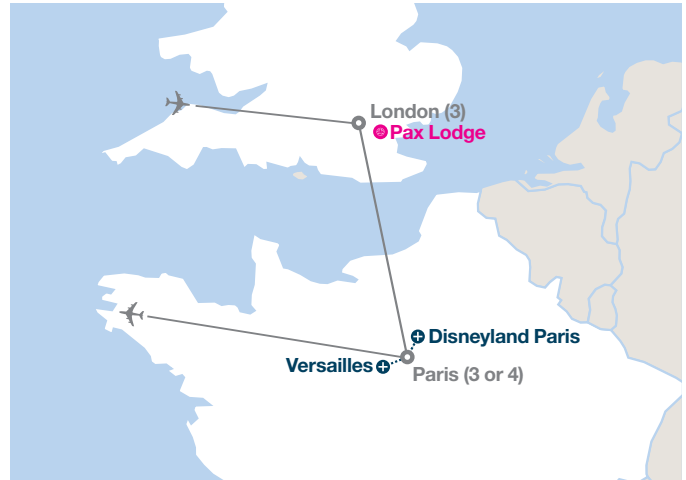 London (3)
Pax Lodge
Disneyland Paris
Versailles
Paris (3 or 4)